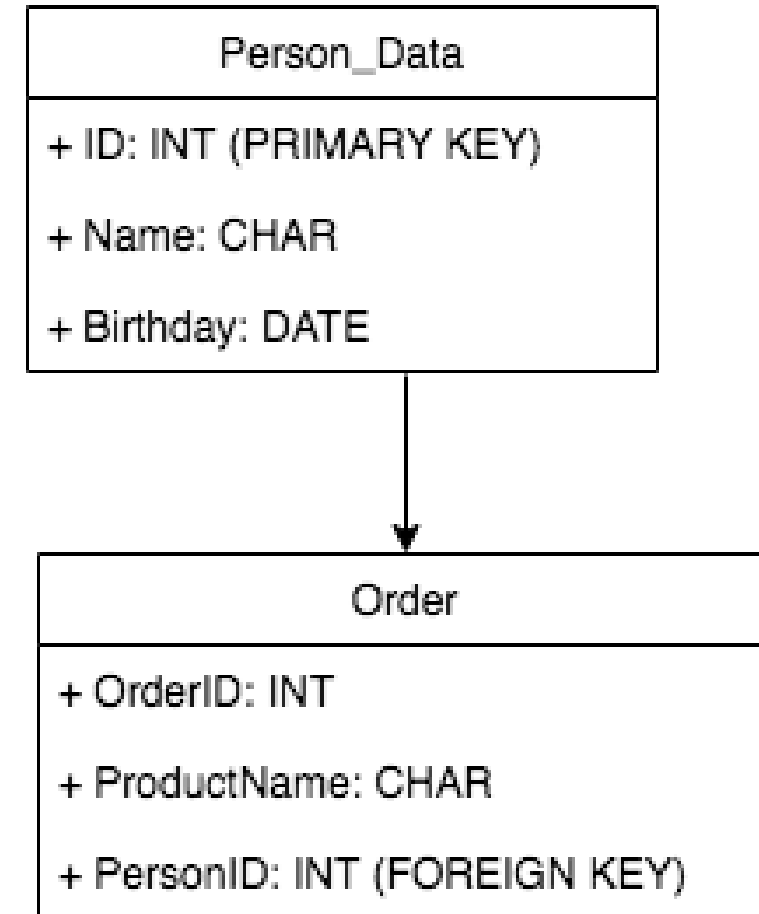 Person_Data
+ ID: INT (PRIMARY KEY)
+ Name: CHAR
+ Birthday: DATE
Order
+ OrderID: INT
+ ProductName: CHAR
+ PersonID: INT (FOREIGN KEY)